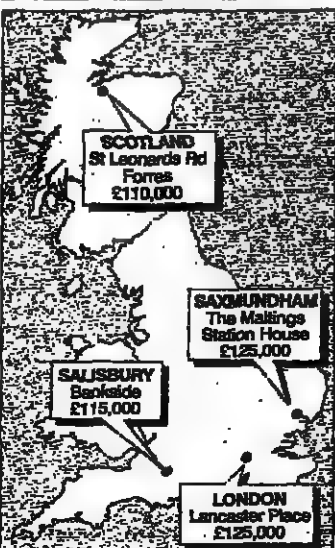 SCOTLAND
St Leonards Rd
Forres
£110,000
SAXMUNDHAM
The Maltings
Station House
£125,000
SALISBURY
Bankside
£115,000
LONDON
Lancaster Place
£125,000